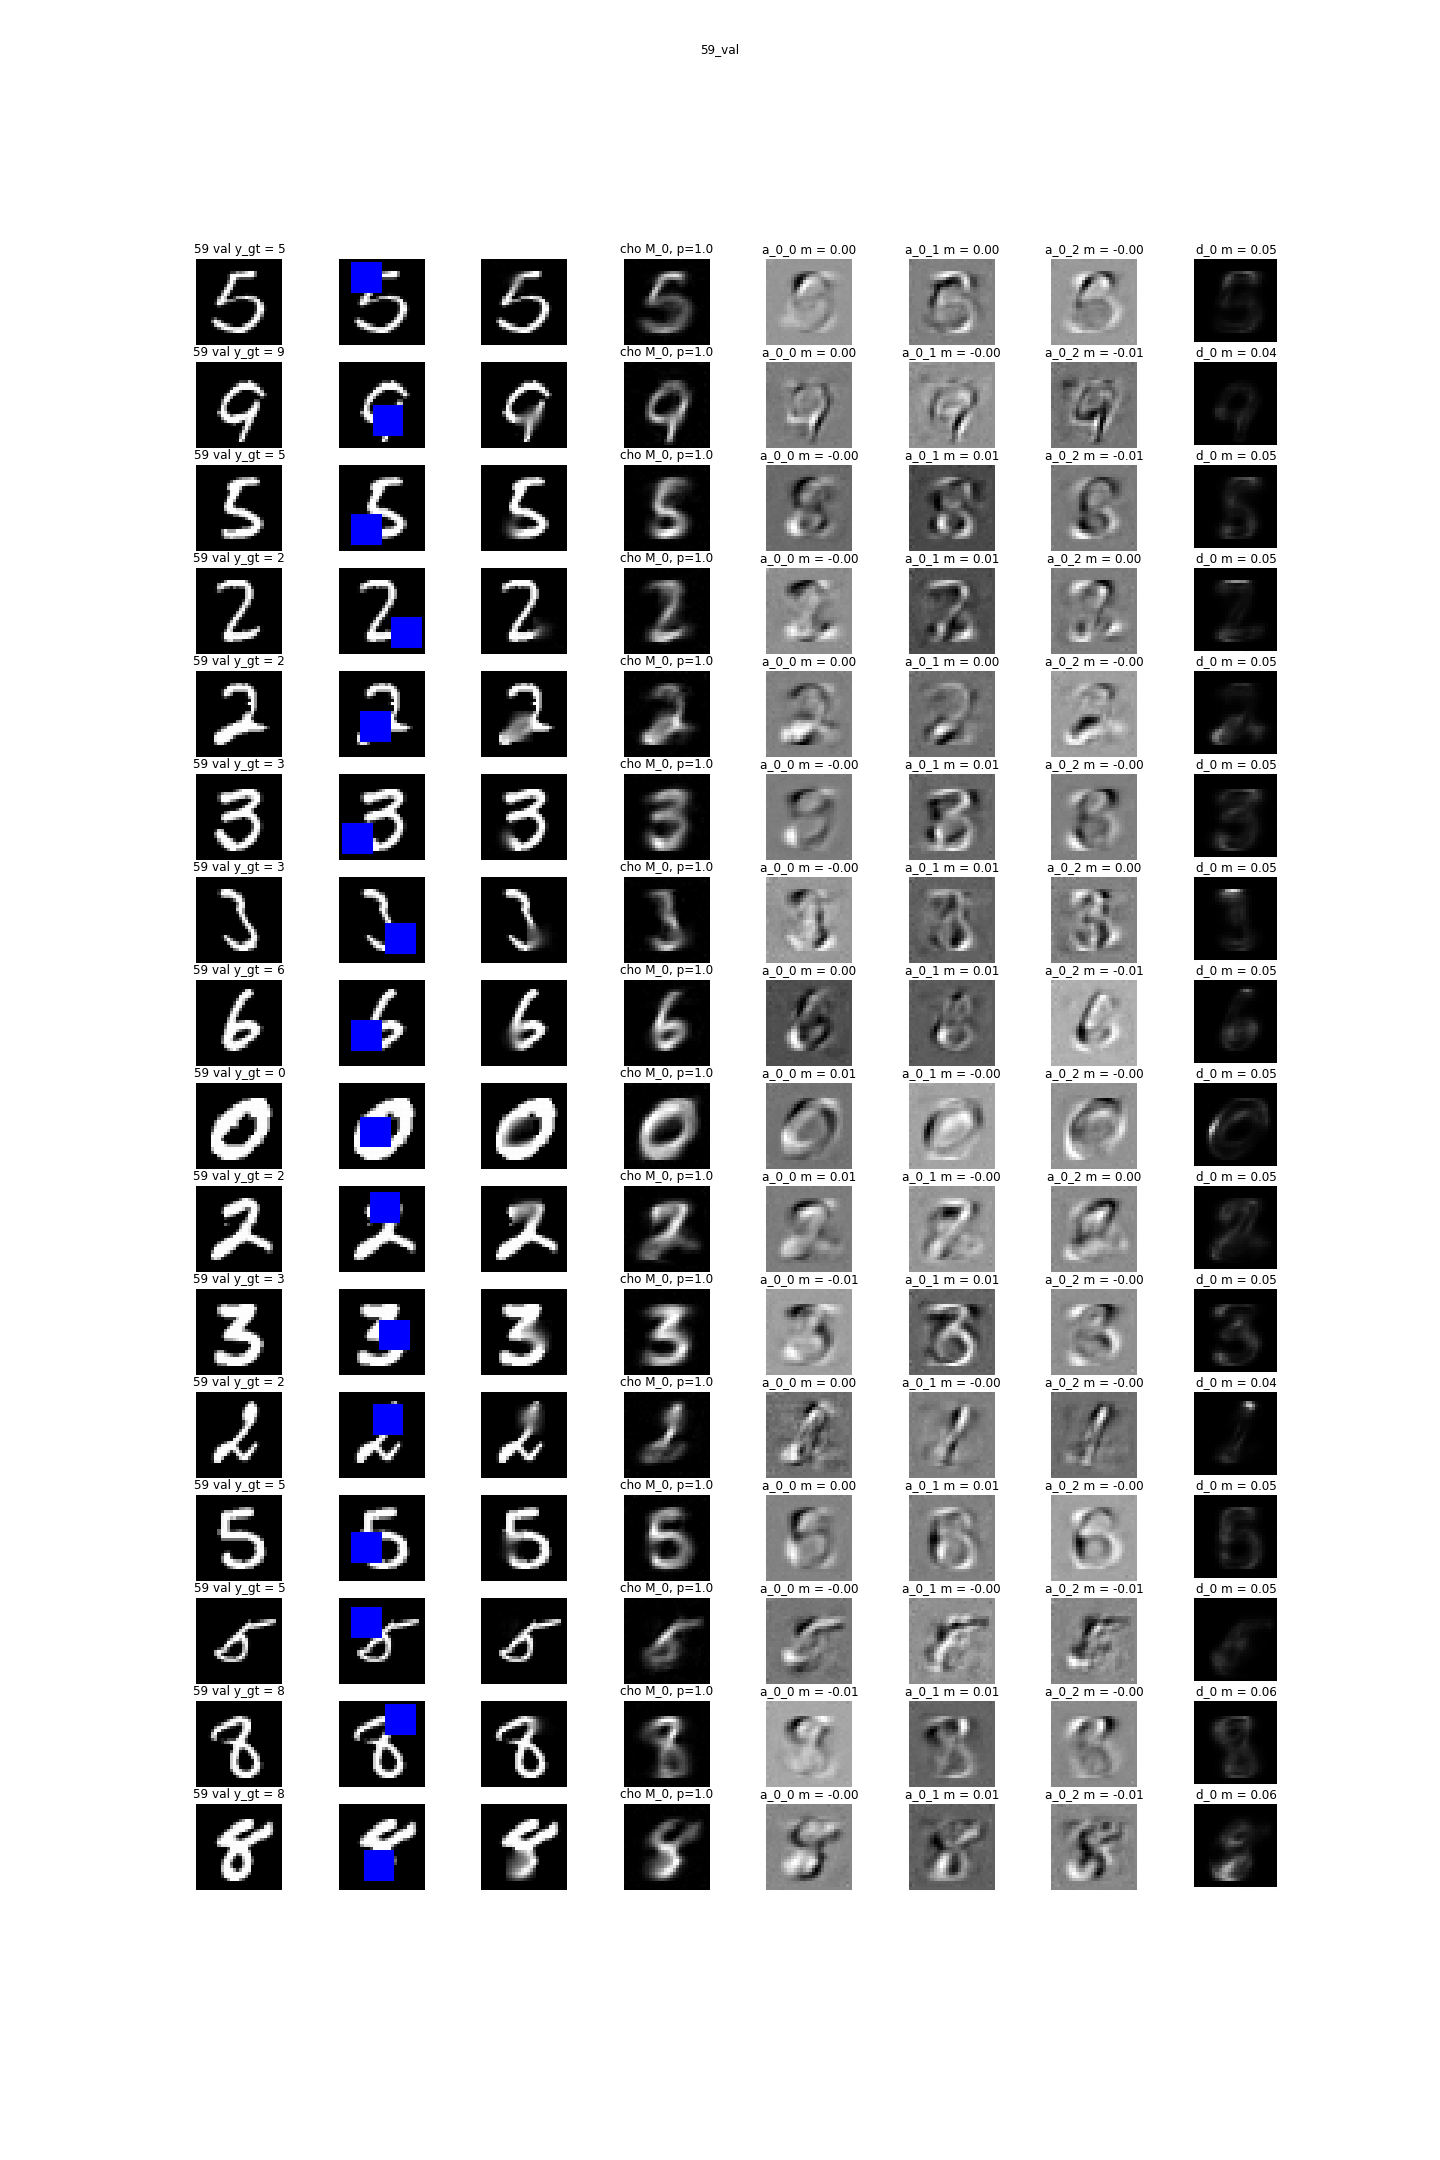 59_val
59 val y_gt = 5 cho M_0, p=1.0 a_0_0 m = 0.00 a_0_1 m = 0.00 a_0_2 m = -0.00 d_0 m = 0.05
59 val y_gt = 9 cho M_0, p=1.0 a_0_0 m = 0.00 a_0_1 m = -0.00 a_0_2 m = -0.01 d_0 m = 0.04
59 val y_gt = 5 cho M_0, p=1.0 a_0_0 m = -0.00 a_0_1 m = 0.01 a_0_2 m = -0.01 d_0 m = 0.05
59 val y_gt = 2 cho M_0, p=1.0 a_0_0 m = -0.00 a_0_1 m = 0.01 a_0_2 m = 0.00 d_0 m = 0.05
59 val y_gt = 2 cho M_0, p=1.0 a_0_0 m = 0.00 a_0_1 m = 0.00 a_0_2 m = -0.00 d_0 m = 0.05
59 val y_gt = 3 cho M_0, p=1.0 a_0_0 m = -0.00 a_0_1 m = 0.01 a_0_2 m = -0.00 d_0 m = 0.05
59 val y_gt = 3 cho M_0, p=1.0 a_0_0 m = -0.00 a_0_1 m = 0.01 a_0_2 m = 0.00 d_0 m = 0.05
59 val y_gt = 6 cho M_0, p=1.0 a_0_0 m = 0.00 a_0_1 m = 0.01 a_0_2 m = -0.01 d_0 m = 0.05
59 val y_gt = 0 cho M_0, p=1.0 a_0_0 m = 0.01 a_0_1 m = -0.00 a_0_2 m = -0.00 d_0 m = 0.05
59 val y_gt = 2 cho M_0, p=1.0 a_0_0 m = 0.01 a_0_1 m = -0.00 a_0_2 m = 0.00 d_0 m = 0.05
59 val y_gt = 3 cho M_0, p=1.0 a_0_0 m = -0.01 a_0_1 m = 0.01 a_0_2 m = -0.00 d_0 m = 0.05
59 val y_gt = 2 cho M_0, p=1.0 a_0_0 m = 0.00 a_0_1 m = -0.00 a_0_2 m = -0.00 d_0 m = 0.04
59 val y_gt = 5 cho M_0, p=1.0 a_0_0 m = 0.00 a_0_1 m = 0.01 a_0_2 m = -0.00 d_0 m = 0.05
59 val y_gt = 5 cho M_0, p=1.0 a_0_0 m = -0.00 a_0_1 m = -0.00 a_0_2 m = -0.01 d_0 m = 0.05
59 val y_gt = 8 cho M_0, p=1.0 a_0_0 m = -0.01 a_0_1 m = 0.01 a_0_2 m = -0.00 d_0 m = 0.06
59 val y_gt = 8 cho M_0, p=1.0 a_0_0 m = -0.00 a_0_1 m = 0.01 a_0_2 m = -0.01 d_0 m = 0.06